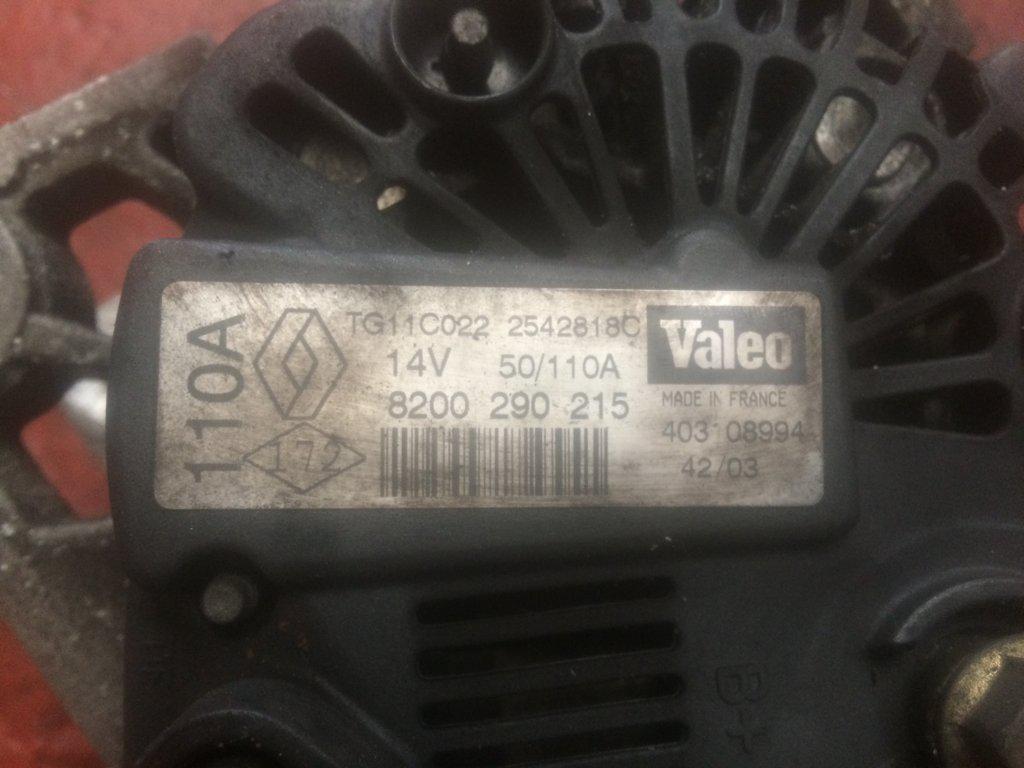 110A
TG11C022 2542818C
14V 50/110A
8200 290 215
172
Valeo
MADE IN FRANCE
403 08994
42/03
B+